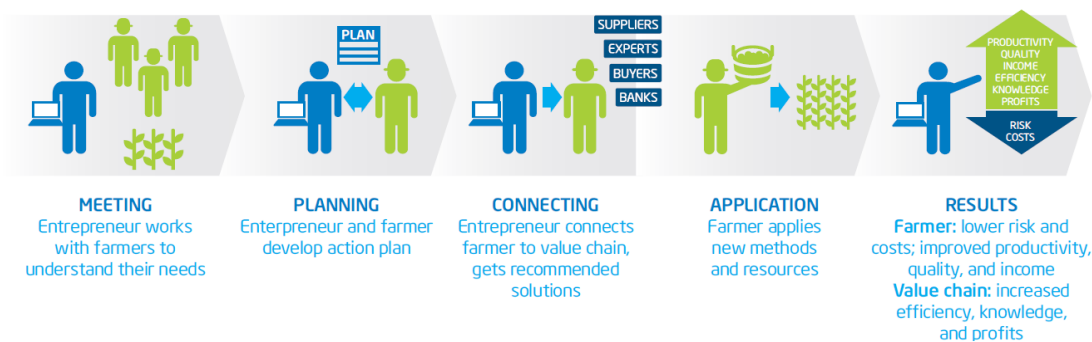 PLAN
SUPPLIERS
EXPERTS
BUYERS
BANKS
PRODUCTIVITY
QUALITY
INCOME
EFFICIENCY
KNOWLEDGE
PROFITS
RISK
COSTS
MEETING
Entrepreneur works
with farmers to
understand their needs
PLANNING
Enterpreneur and farmer
develop action plan
CONNECTING
Entrepreneur connects
farmer to value chain,
gets recommended
solutions
APPLICATION
Farmer applies
new methods
and resources
RESULTS
Farmer: lower risk and
costs; improved productivity,
quality, and income
Value chain: increased
efficiency, knowledge,
and profits